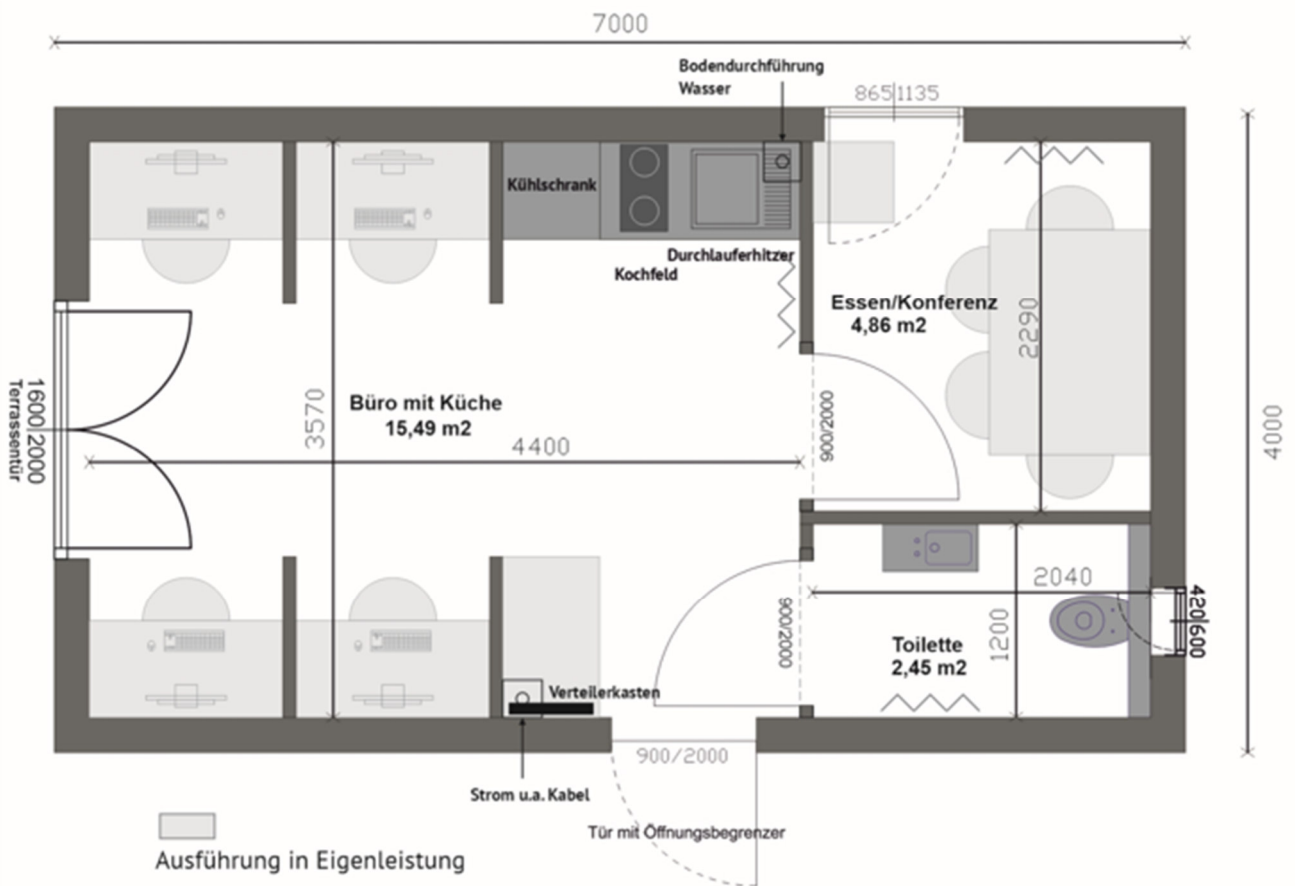 7000
Bodendurchführung
Wasser
865|1135
Kühlschrank
Durchlauferhitzer
Kochfeld
Essen/Konferenz
4,86 m2
2290
1600|2000
Terrassentür
3570
Büro mit Küche
15,49 m2
4400
900/2000
4000
2040
420|600
900/2000
Toilette
2,45 m2
1200
Verteilerkasten
900/2000
Strom u.a. Kabel
Tür mit Öffnungsbegrenzer
Ausführung in Eigenleistung